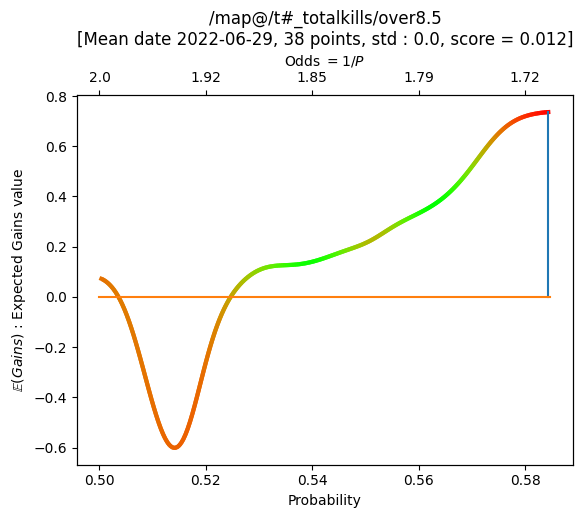 /map@/t#_totalkills/over8.5
[Mean date 2022-06-29, 38 points, std : 0.0, score = 0.012]
Odds = 1/P
2.0 1.92 1.85 1.79 1.72
0.8
0.6
0.4
0.2
0.0
−0.2
−0.4
−0.6
𝔼(Gains) : Expected Gains value
0.50 0.52 0.54 0.56 0.58
Probability